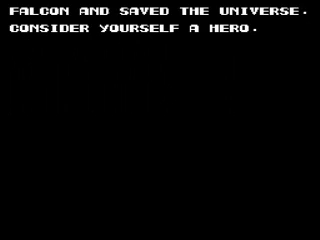 FALCON AND SAVED THE UNIVERSE.
CONSIDER YOURSELF A HERO.